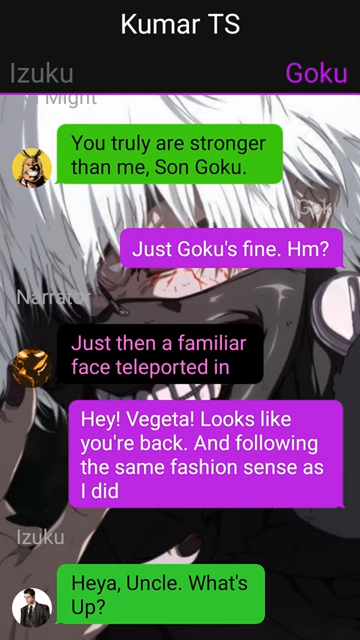 Kumar TS
Izuku
Goku
Might
You truly are stronger
than me, Son Goku.
Gok
Just Goku's fine. Hm?
Narrator
Just then a familiar
face teleported in
Hey! Vegeta! Looks like
you're back. And following
the same fashion sense as
I did
Izuku
Heya, Uncle. What's
Up?